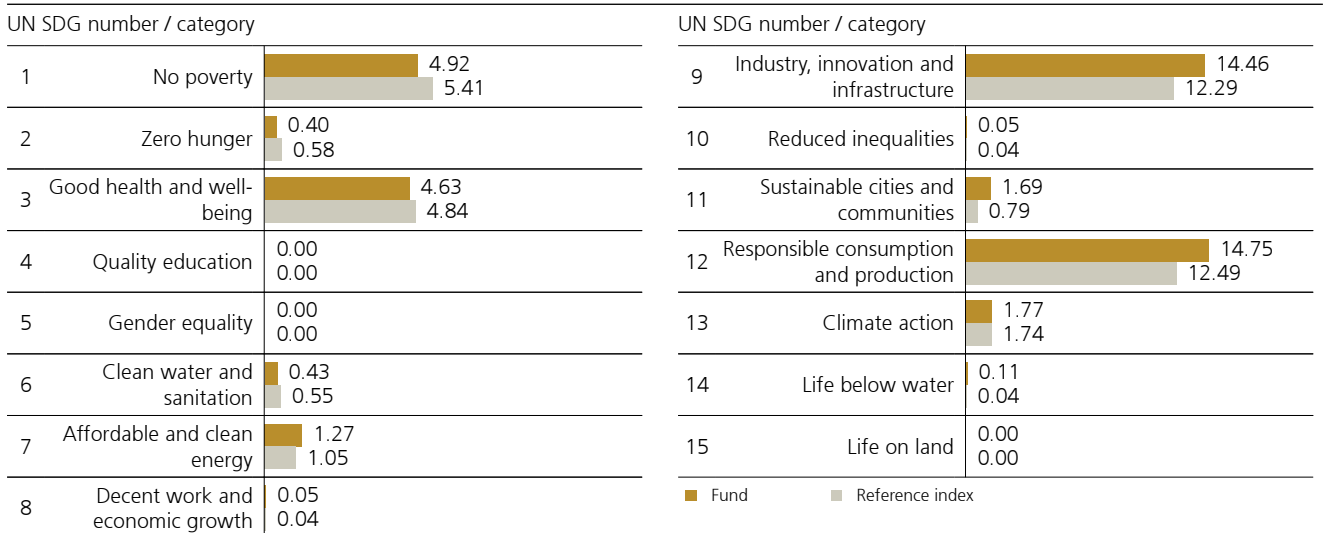 UN SDG number / category
1
No poverty
4.92
5.41
2
Zero hunger
0.40
0.58
3
Good health and well-
being
4.63
4.84
4
Quality education
0.00
0.00
5
Gender equality
0.00
0.00
6
Clean water and
sanitation
0.43
0.55
7
Affordable and clean
energy
1.27
1.05
8
Decent work and
economic growth
0.05
0.04
UN SDG number / category
9
Industry, innovation and
infrastructure
14.46
12.29
10
Reduced inequalities
0.05
0.04
11
Sustainable cities and
communities
1.69
0.79
12
Responsible consumption
and production
14.75
12.49
13
Climate action
1.77
1.74
14
Life below water
0.11
0.04
15
Life on land
0.00
0.00
Fund
Reference index